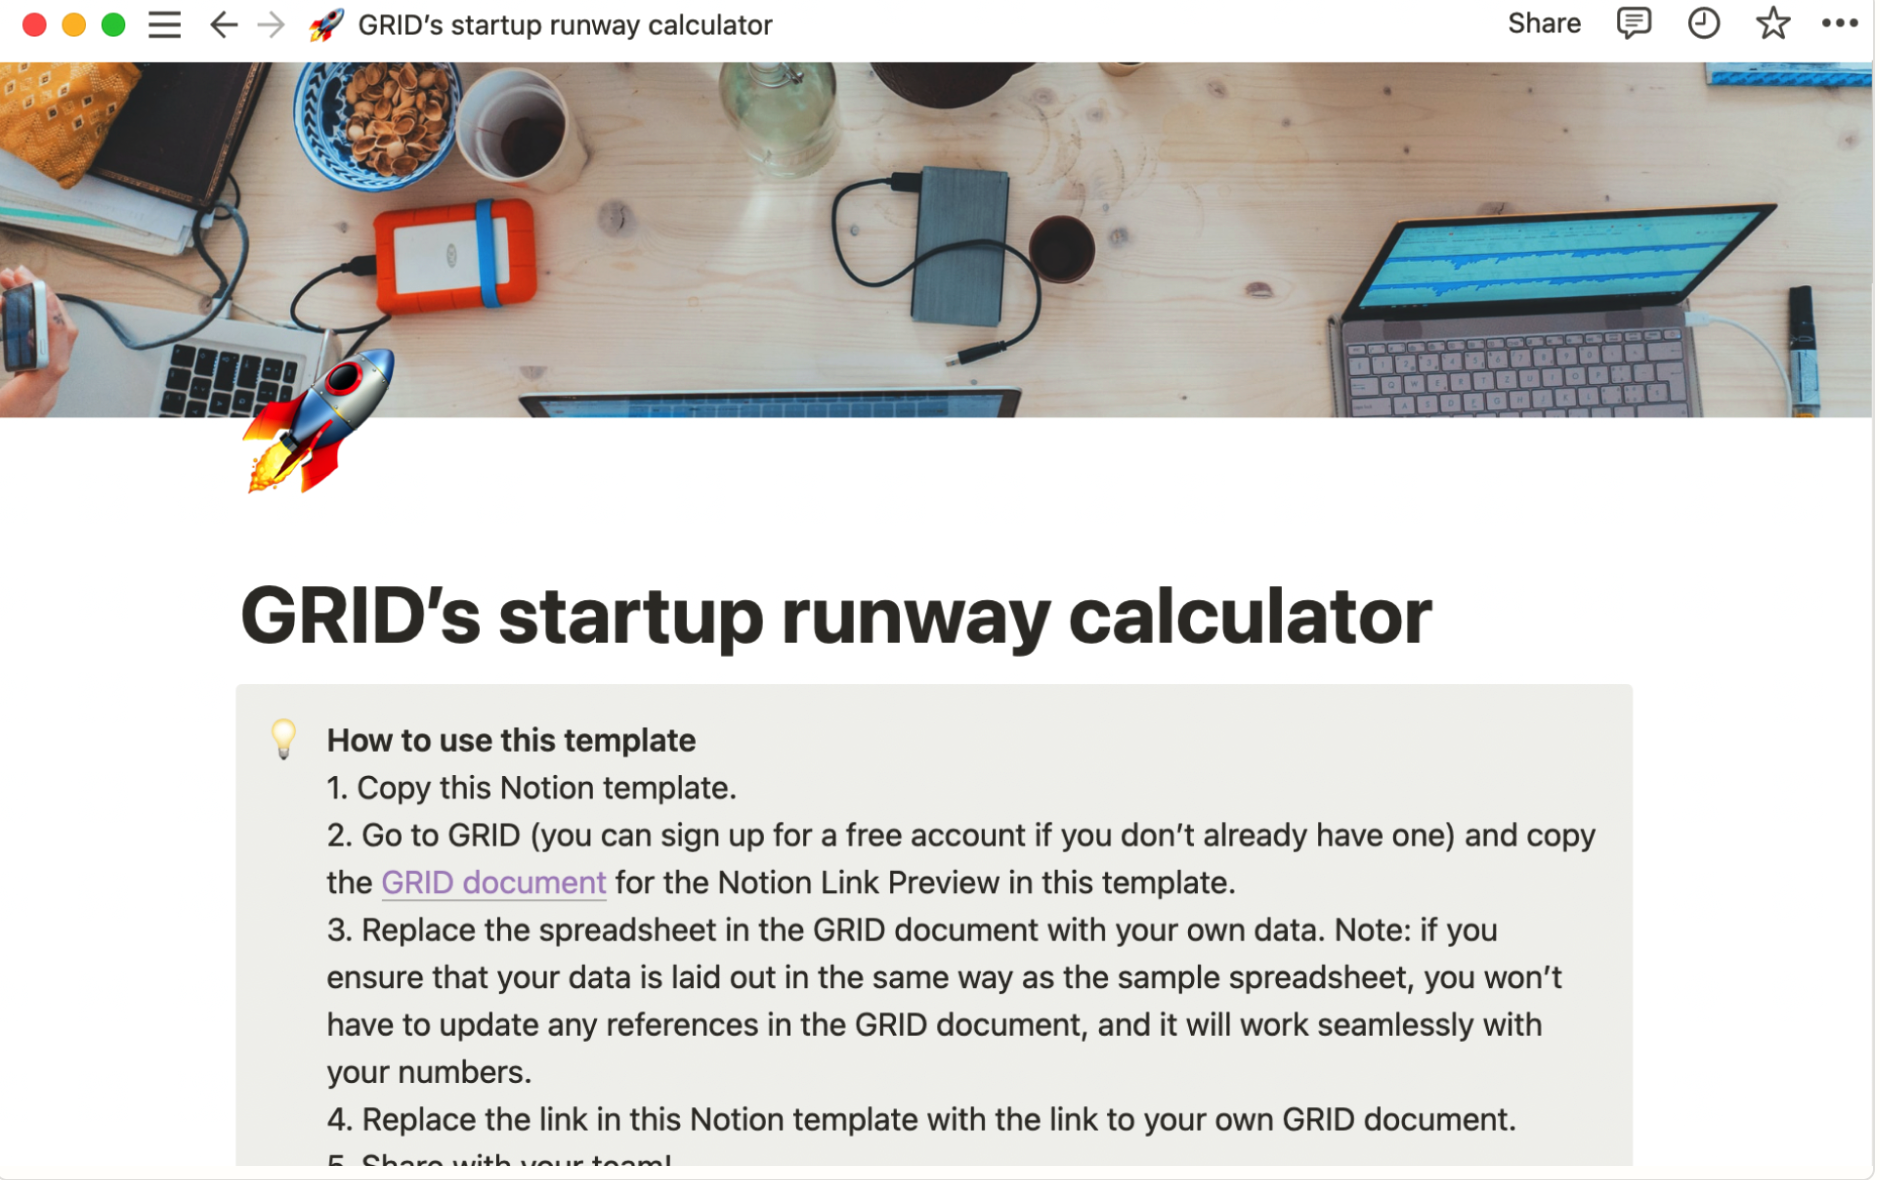 GRID’s startup runway calculator
Share
GRID’s startup runway calculator
How to use this template
1. Copy this Notion template.
2. Go to GRID (you can sign up for a free account if you don’t already have one) and copy
the GRID document for the Notion Link Preview in this template.
3. Replace the spreadsheet in the GRID document with your own data. Note: if you
ensure that your data is laid out in the same way as the sample spreadsheet, you won’t
have to update any references in the GRID document, and it will work seamlessly with
your numbers.
4. Replace the link in this Notion template with the link to your own GRID document.
5. Share with your team!